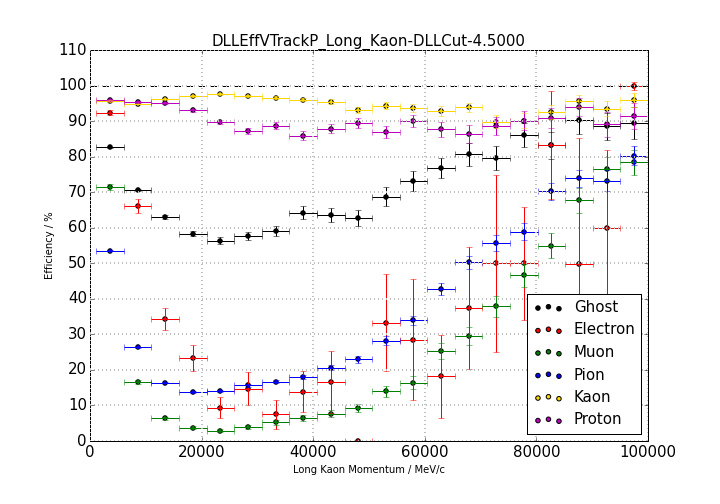 DLLEffVTrackP_Long_Kaon-DLLCut-4.5000
110
100
90
80
70
60
50
40
30
20
10
0
Efficiency / %
0 20000 40000 60000 80000 100000
Long Kaon Momentum / MeV/c
Ghost
Electron
Muon
Pion
Kaon
Proton